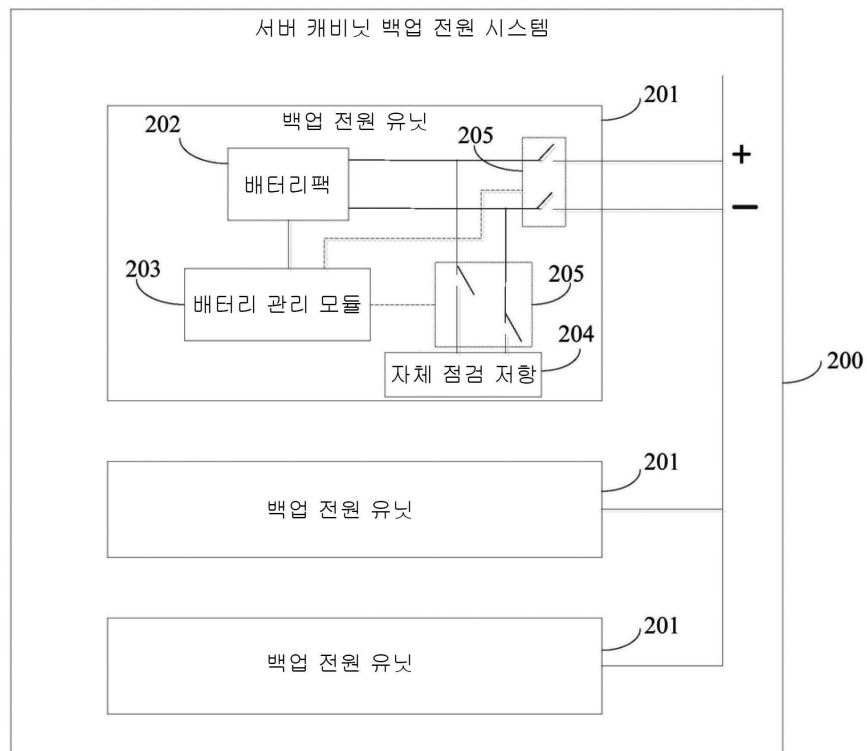 서버 캐비닛 백업 전원 시스템
201
백업 전원 유닛
202
205
배터리팩
+
−
203
배터리 관리 모듈
205
204
자체 점검 저항
200
201
백업 전원 유닛
201
백업 전원 유닛